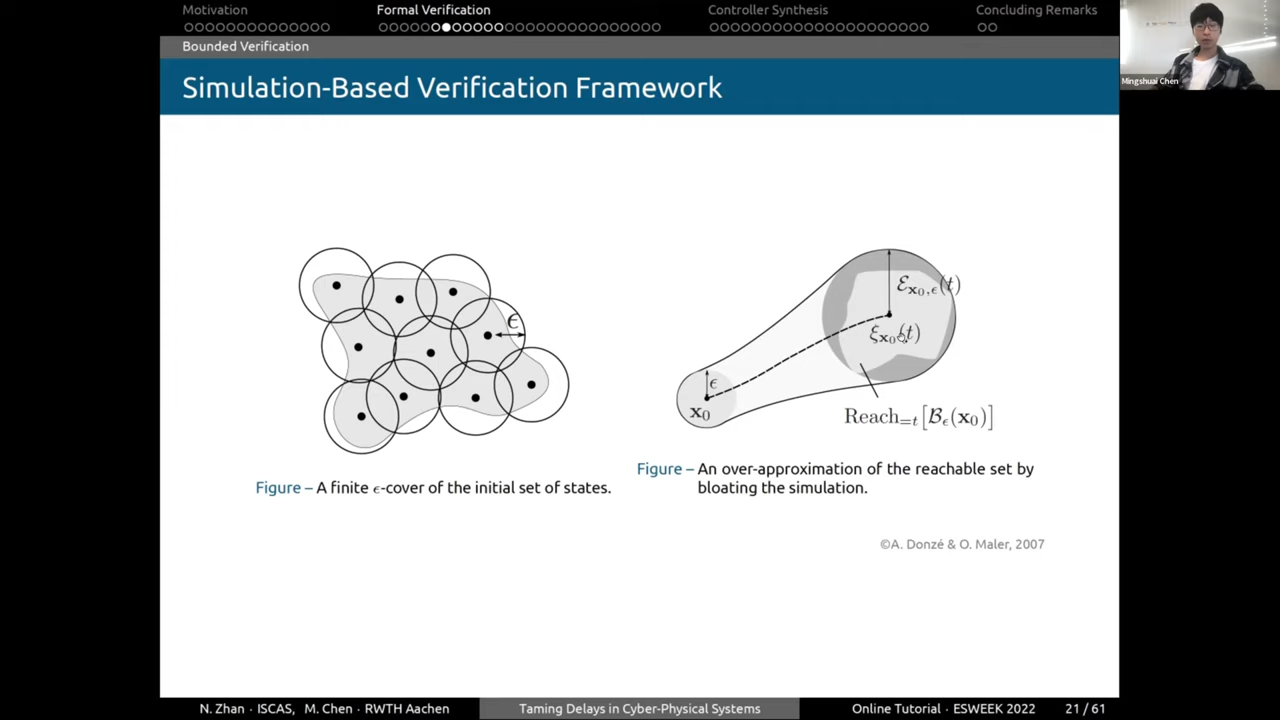 Motivation
Formal Verification
Controller Synthesis
Concluding Remarks
Bounded Verification
Simulation-Based Verification Framework
Mingshuai Chen
ϵ
Figure – A finite ϵ-cover of the initial set of states.
ℰx₀,ϵ(t)
ξx₀(t)
ϵ
x₀
Reach₌t[ℬϵ(x₀)]
Figure – An over-approximation of the reachable set by
bloating the simulation.
©A. Donzé & O. Maler, 2007
N. Zhan · ISCAS, M. Chen · RWTH Aachen
Taming Delays in Cyber-Physical Systems
Online Tutorial · ESWEEK 2022
21 / 61